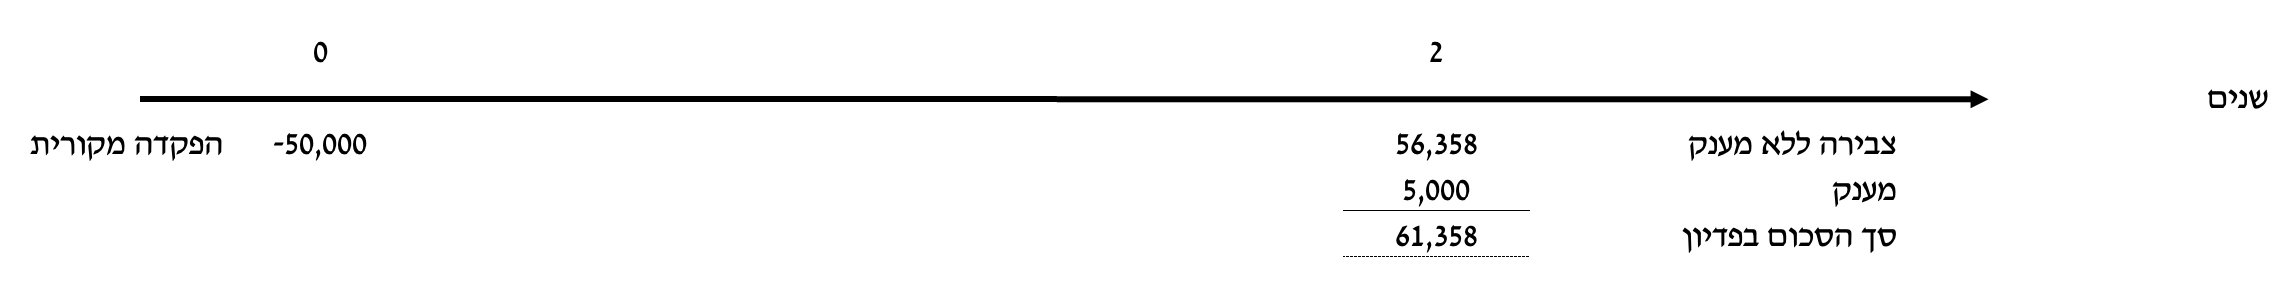 0 2
שנים
הפקדה מקורית -50,000 56,358 צבירה ללא מענק
5,000 מענק
61,358 סך הסכום בפדיון